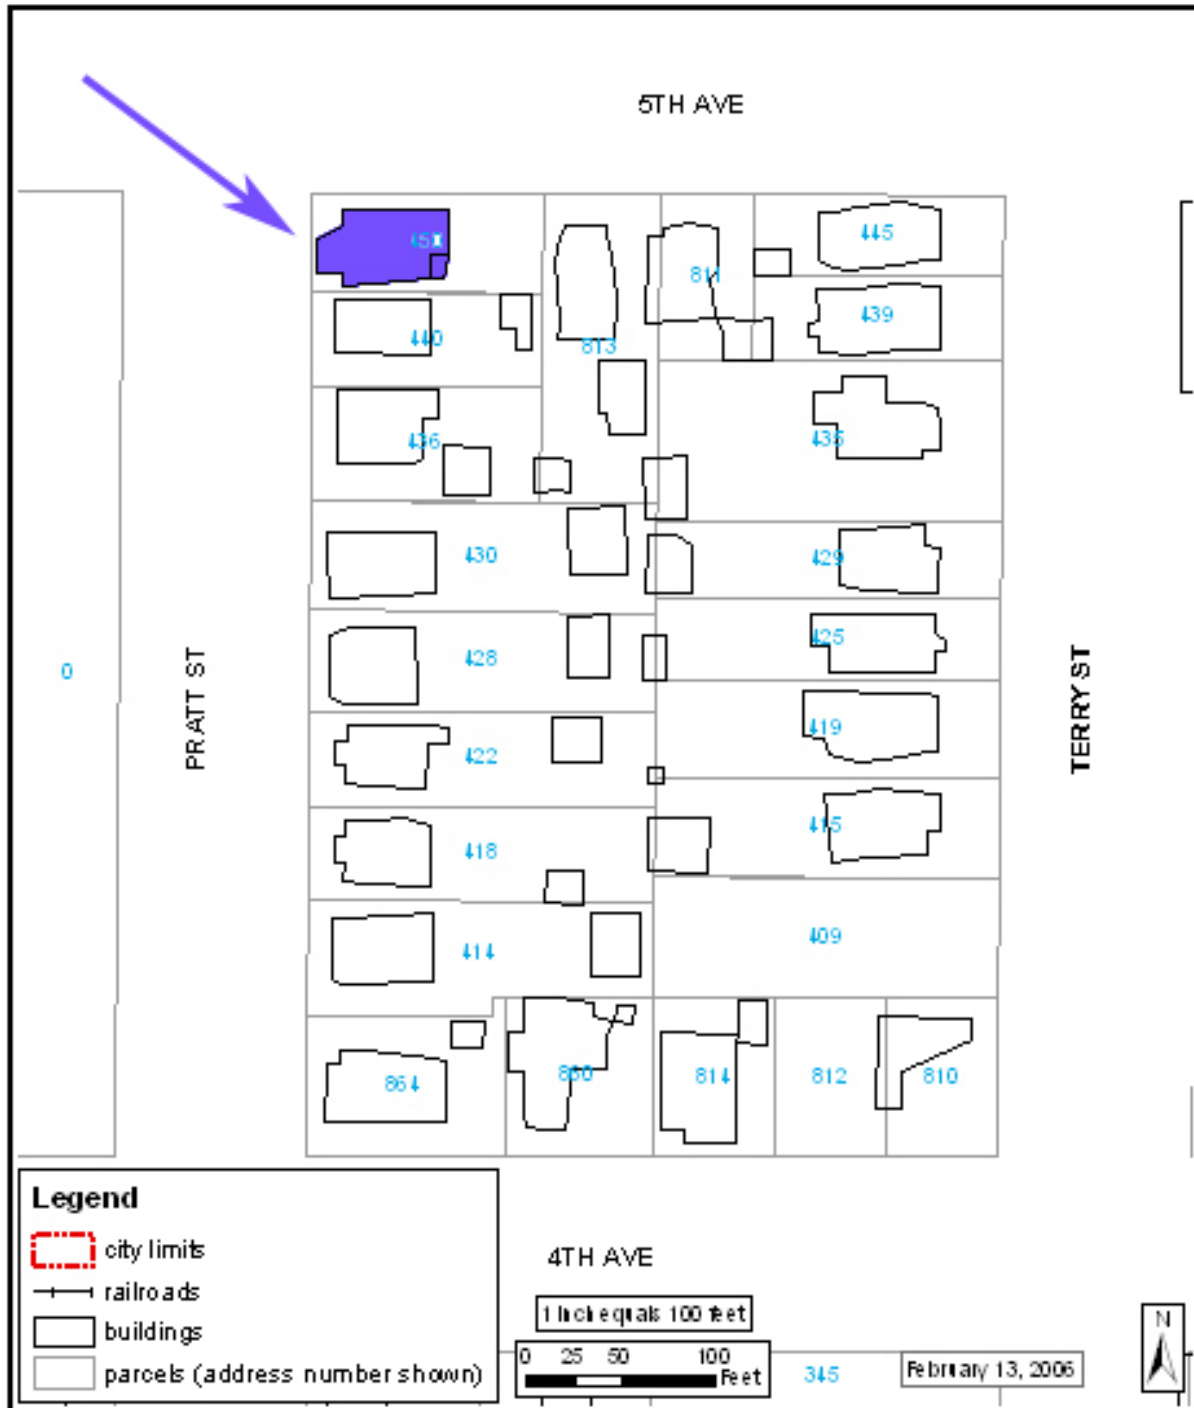 5TH AVE
445
811
440
439
813
436
435
430
429
0
428
425
PRATT ST
TERRY ST
422
419
418
415
414
409
864
814
812
810
Legend
city limits
railroads
buildings
parcels (address number shown)
4TH AVE
1 inch equals 100 feet
0 25 50 100
Feet
345
February 13, 2006
N